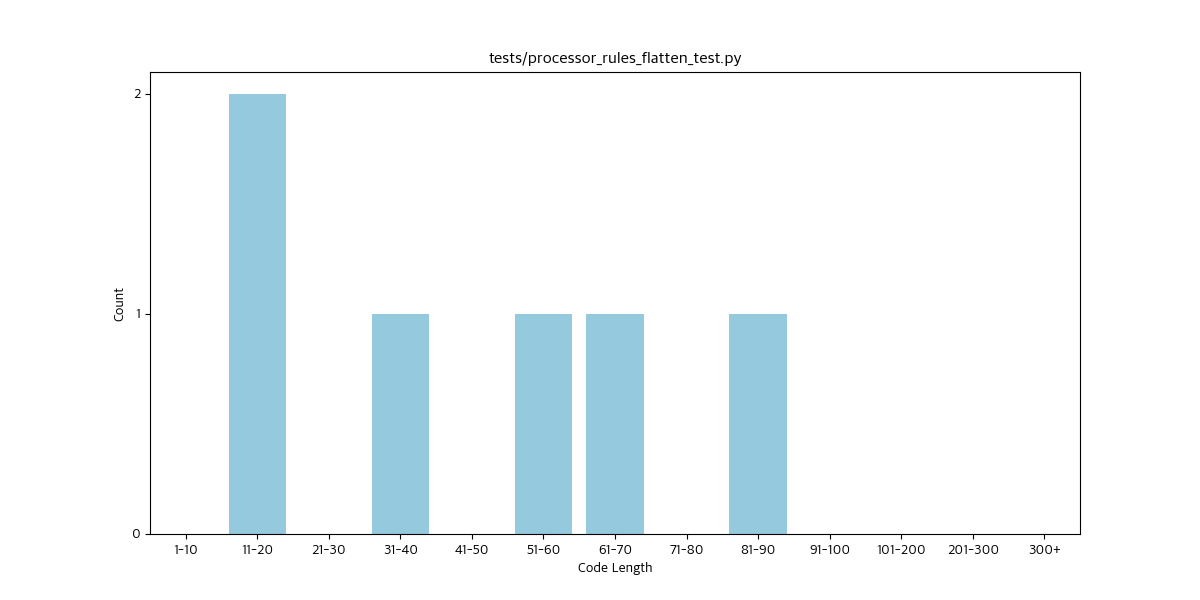 tests/processor_rules_flatten_test.py
2
1
0
Count
1-10 11-20 21-30 31-40 41-50 51-60 61-70 71-80 81-90 91-100 101-200 201-300 300+
Code Length